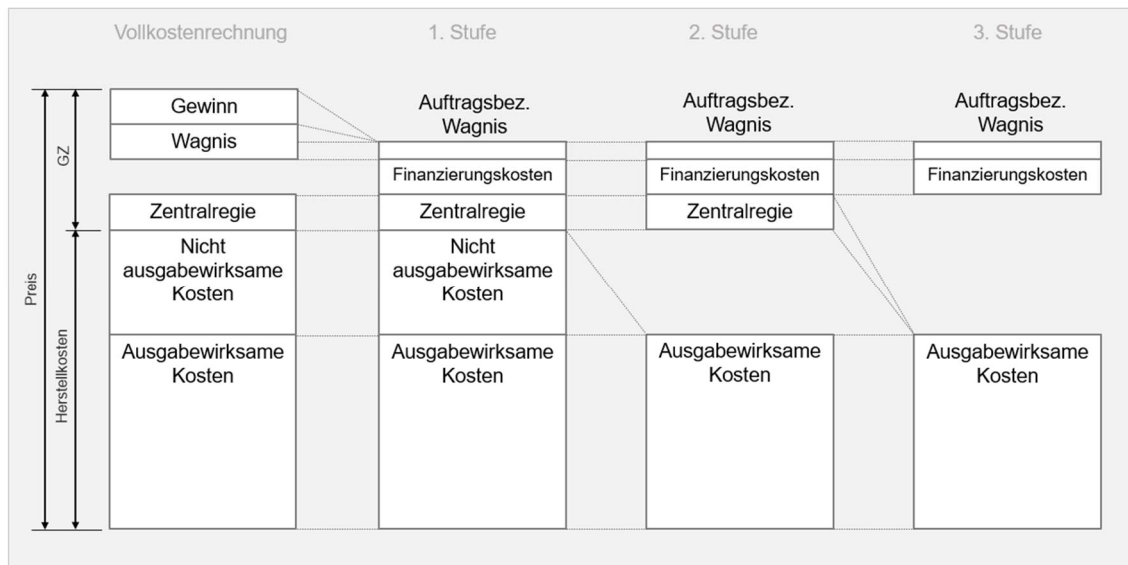 Vollkostenrechnung
1. Stufe
2. Stufe
3. Stufe
Preis
GZ
Herstellkosten
Gewinn
Wagnis
Zentralregie
Nicht
ausgabewirksame
Kosten
Ausgabewirksame
Kosten
Auftragsbez.
Wagnis
Finanzierungskosten
Zentralregie
Nicht
ausgabewirksame
Kosten
Ausgabewirksame
Kosten
Auftragsbez.
Wagnis
Finanzierungskosten
Zentralregie
Ausgabewirksame
Kosten
Auftragsbez.
Wagnis
Finanzierungskosten
Ausgabewirksame
Kosten